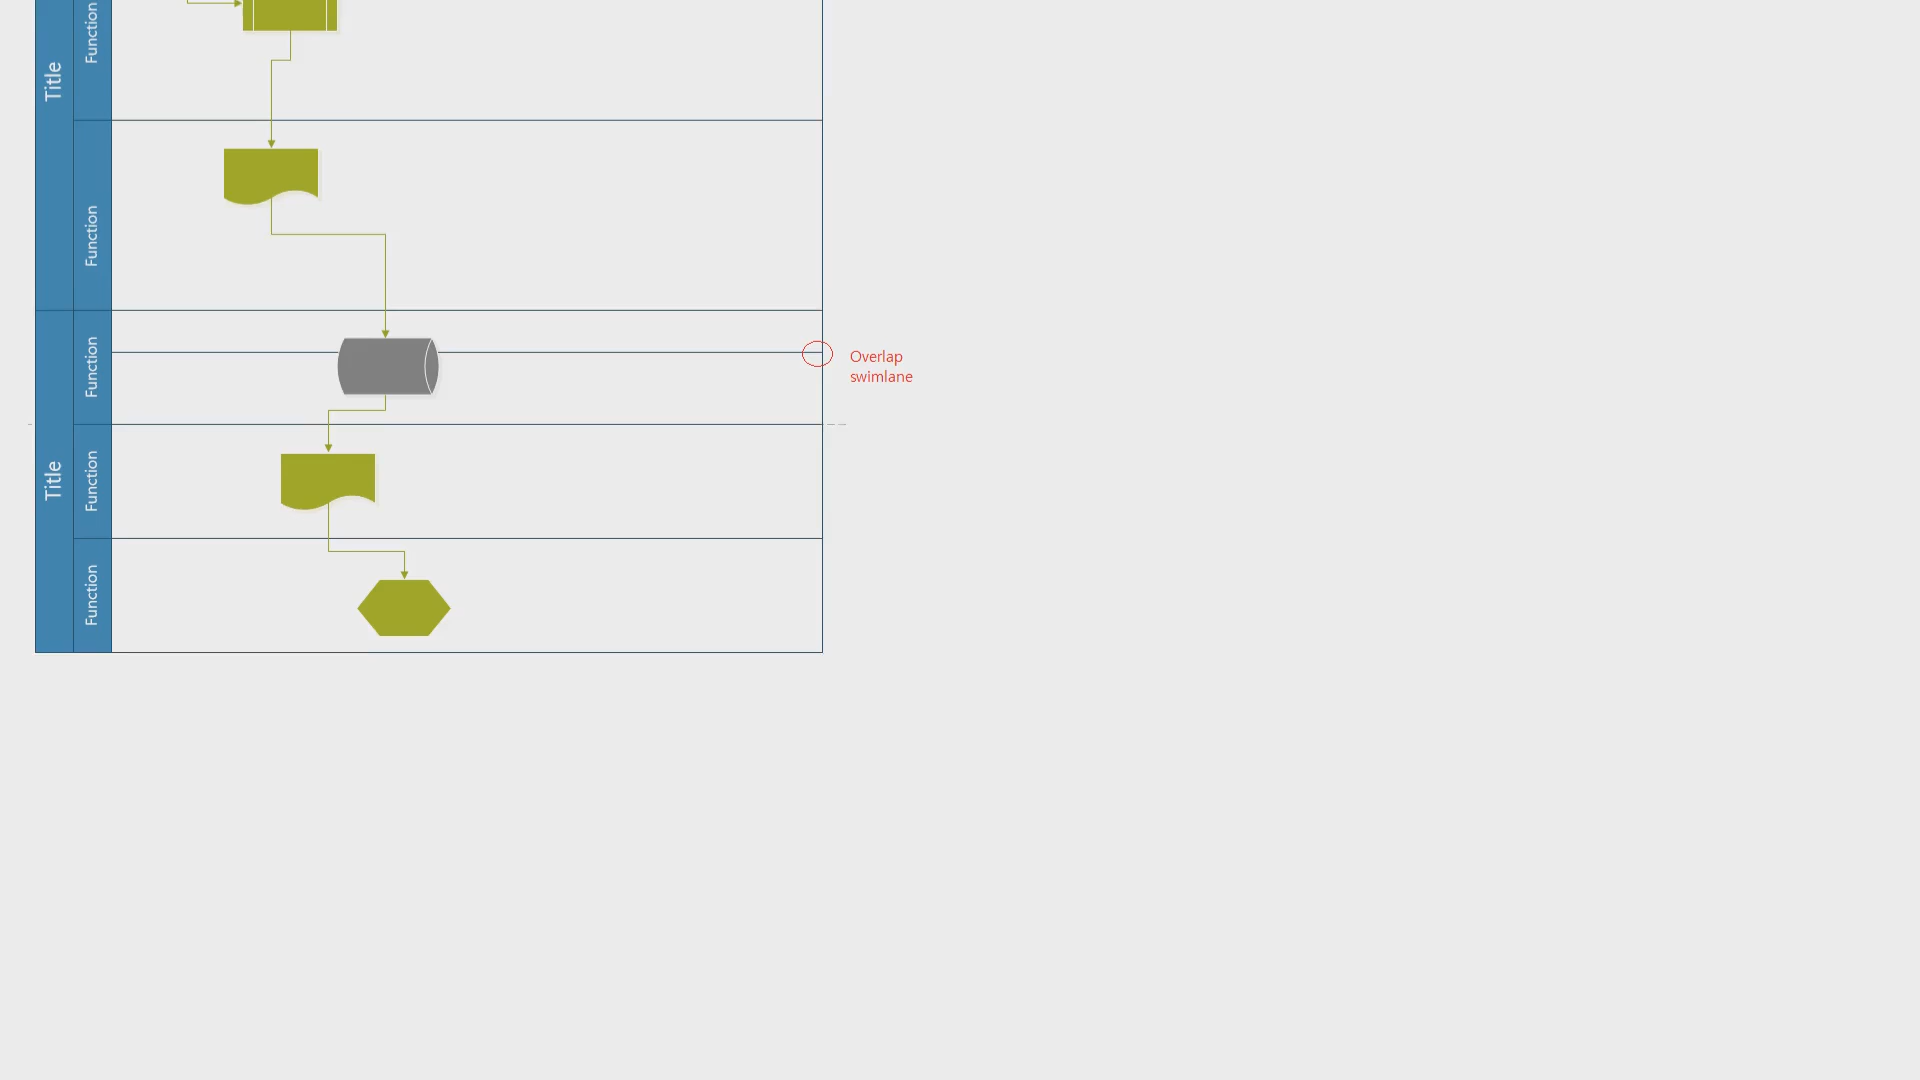 Title
Function
Function
Title
Function
Function
Function
Overlap
swimlane